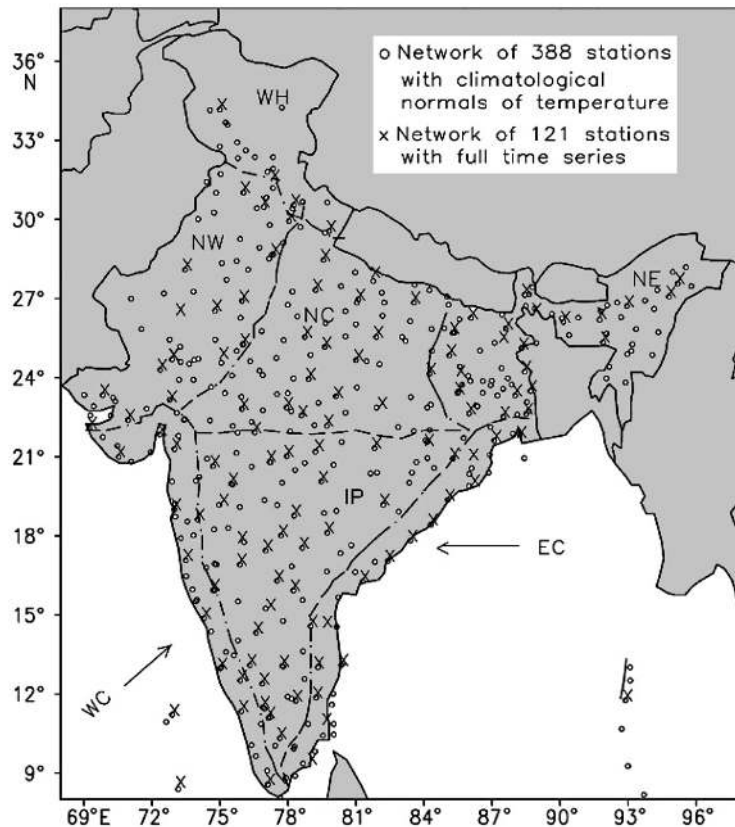 36°
N
33°
30°
27°
24°
21°
18°
15°
12°
9°
o Network of 388 stations
with climatological
normals of temperature
x Network of 121 stations
with full time series
WH
NW
NC
NE
IP
EC
WC
69°E 72° 75° 78° 81° 84° 87° 90° 93° 96°